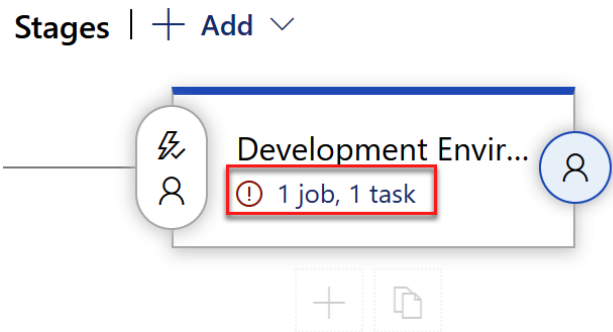 Stages | + Add
Development Envir...
1 job, 1 task